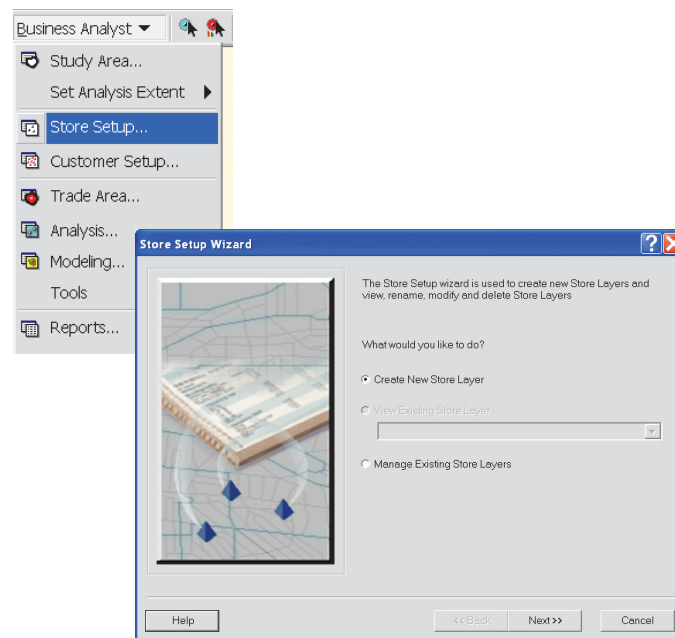 Business Analyst
Study Area...
Set Analysis Extent
Store Setup...
Customer Setup...
Trade Area...
Analysis...
Modeling...
Tools
Reports...
Store Setup Wizard
The Store Setup wizard is used to create new Store Layers and
view, rename, modify and delete Store Layers
What would you like to do?
Create New Store Layer
View Existing Store Layer
Manage Existing Store Layers
Help
<< Back
Next >>
Cancel